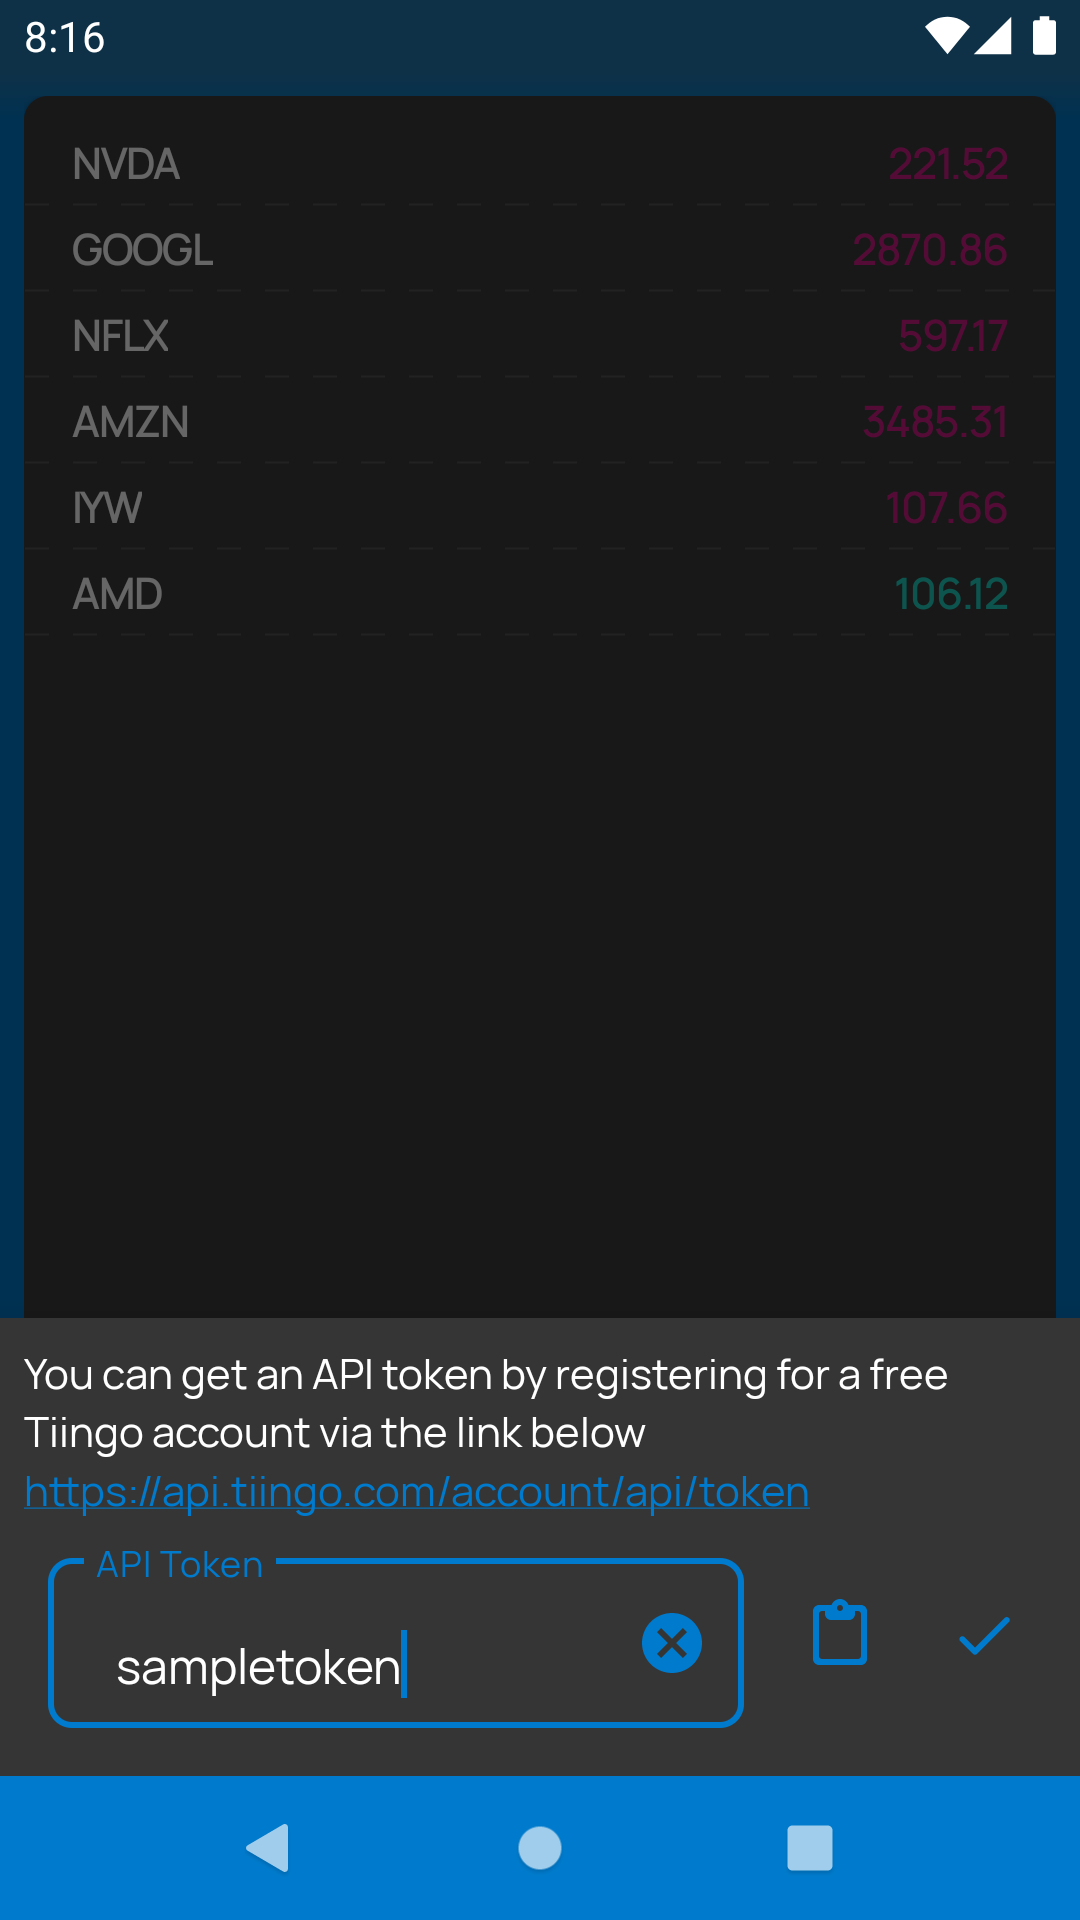 8:16
NVDA 221.52
GOOGL 2870.86
NFLX 597.17
AMZN 3485.31
IYW 107.66
AMD 106.12
You can get an API token by registering for a free
Tiingo account via the link below
https://api.tiingo.com/account/api/token
API Token
sampletoken